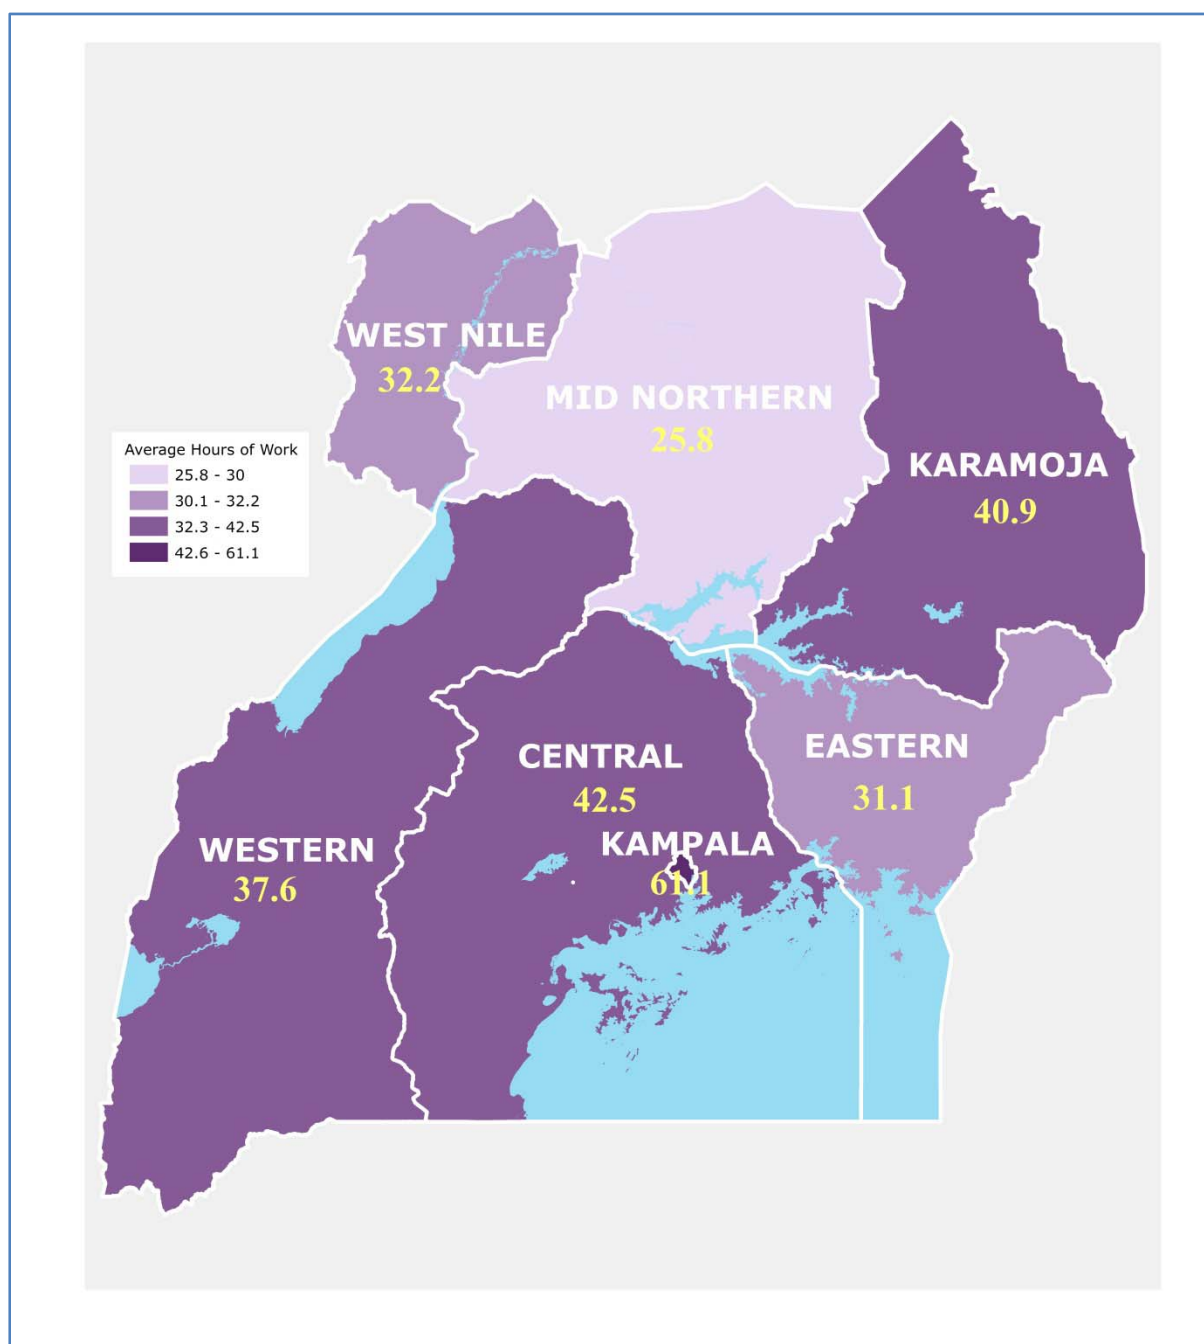 WEST NILE
32.2
MID NORTHERN
25.8
KARAMOJA
40.9
Average Hours of Work
25.8 - 30
30.1 - 32.2
32.3 - 42.5
42.6 - 61.1
CENTRAL
42.5
EASTERN
31.1
KAMPALA
61.1
WESTERN
37.6